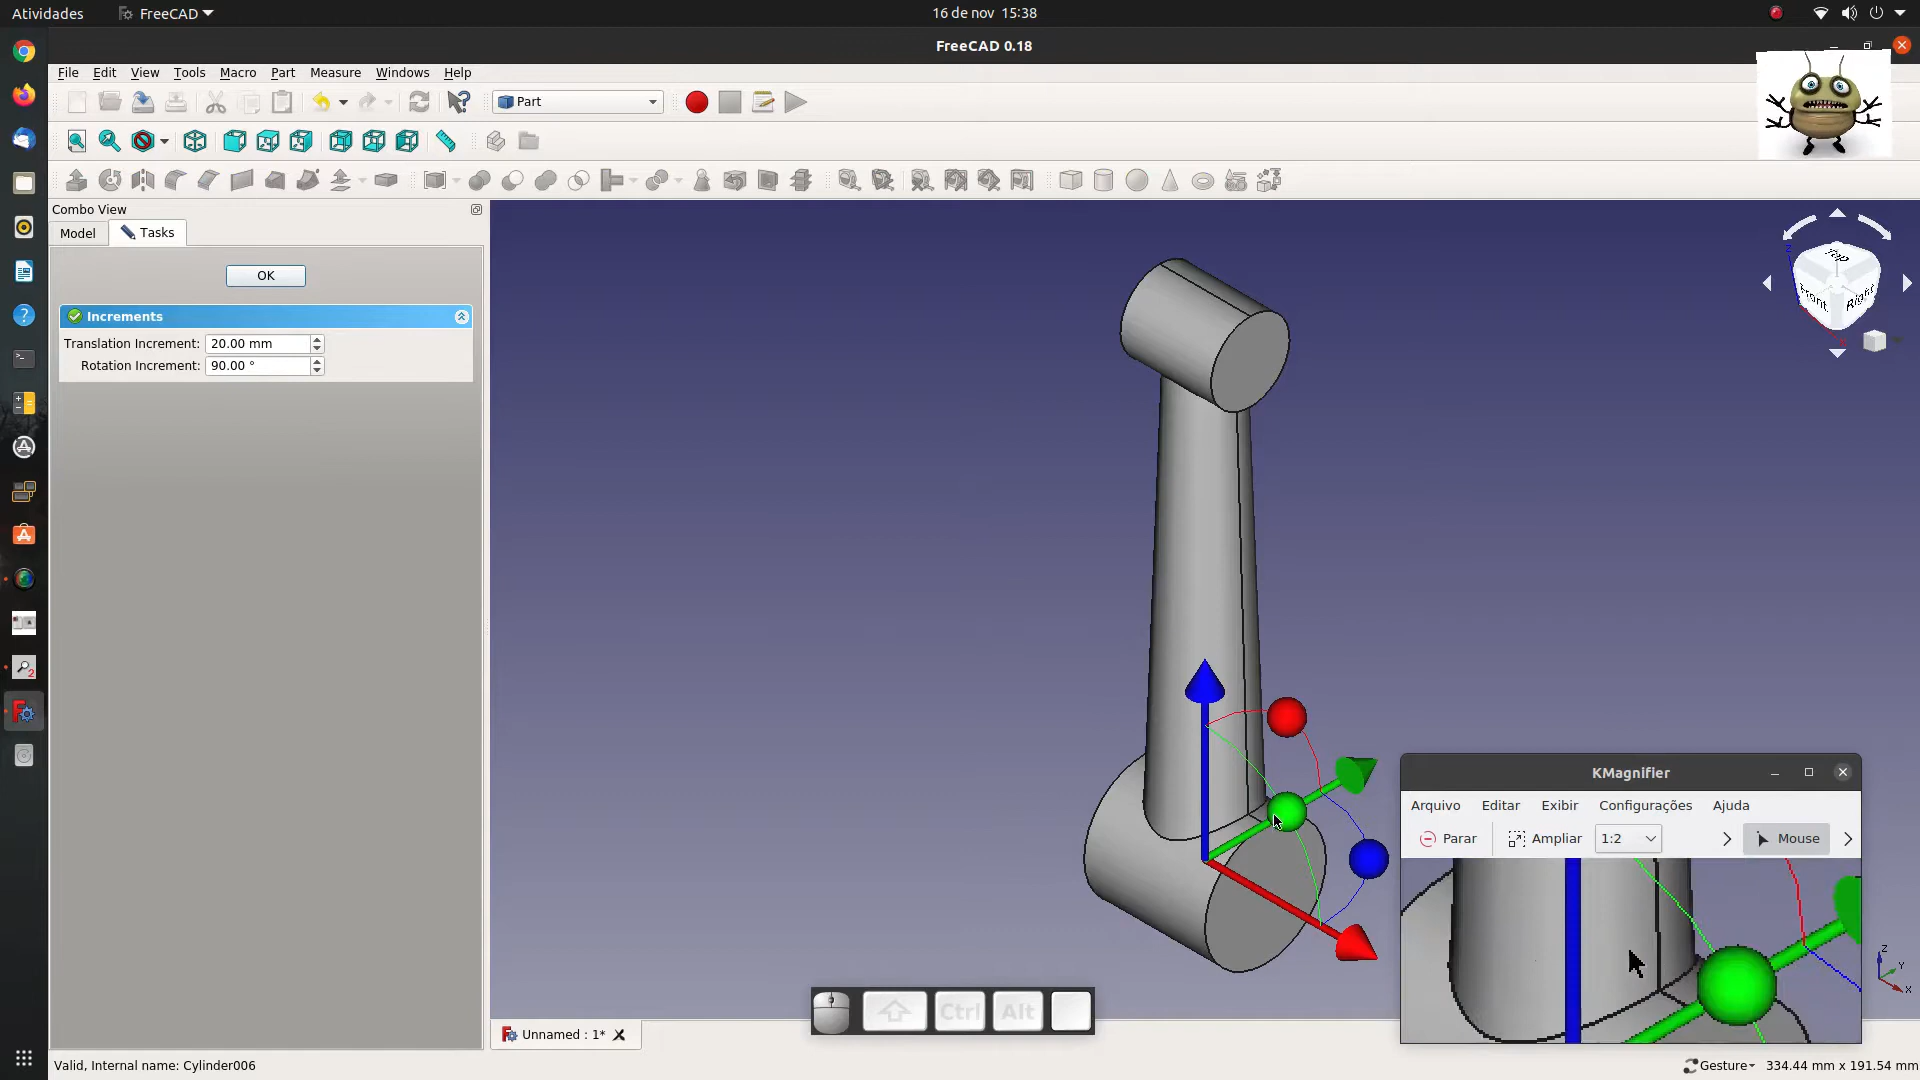 Atividades
FreeCAD
16 de nov 15:38
FreeCAD 0.18
File Edit View Tools Macro Part Measure Windows Help
Part
Combo View
Model
Tasks
OK
Increments
Translation Increment: 20.00 mm
Rotation Increment: 90.00 °
Top
Front
Right
KMagnifier
Arquivo Editar Exibir Configurações Ajuda
Parar
Ampliar
1:2
Mouse
Z
Y
X
Ctrl
Alt
Unnamed : 1*
Valid, Internal name: Cylinder006
Gesture
334.44 mm x 191.54 mm